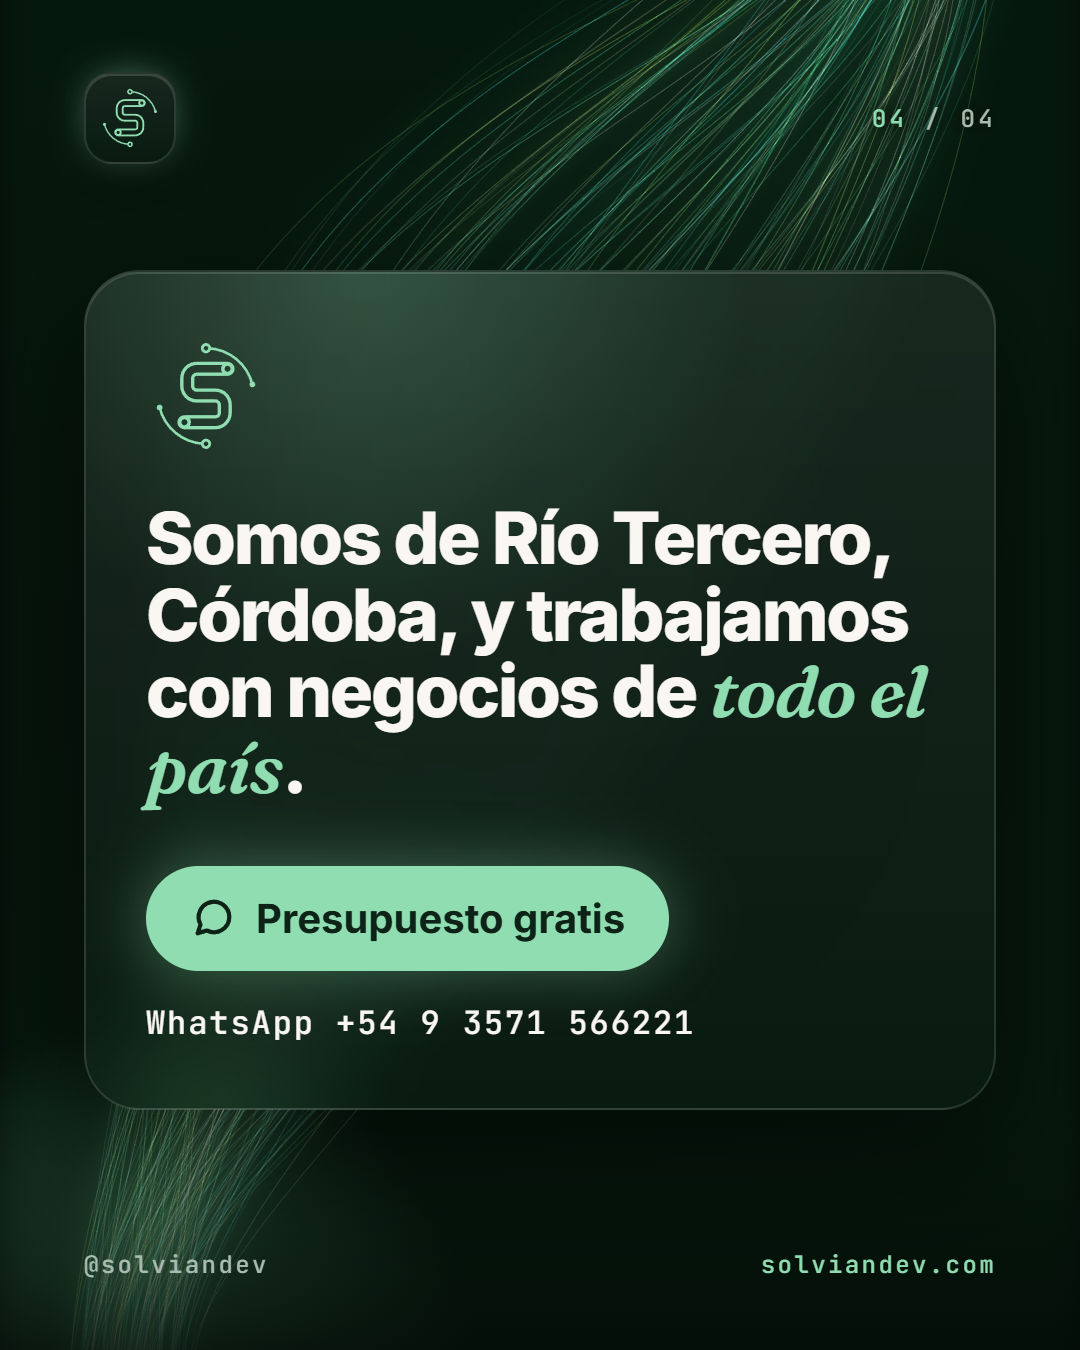 04 / 04
Somos de Río Tercero,
Córdoba, y trabajamos
con negocios de todo el
país.
Presupuesto gratis
WhatsApp +54 9 3571 566221
@solviandev
solviandev.com